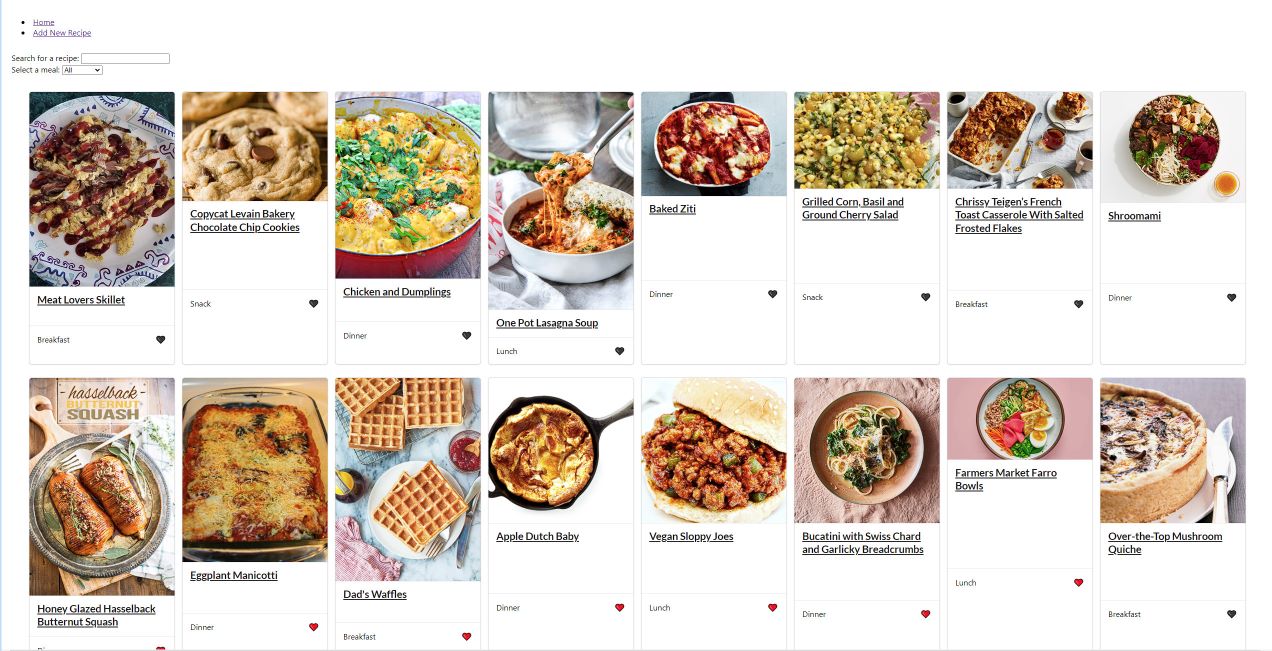 Home
Add New Recipe
Search for a recipe:
Select a meal: All
Meat Lovers Skillet
Breakfast
Copycat Levain Bakery
Chocolate Chip Cookies
Snack
Chicken and Dumplings
Dinner
One Pot Lasagna Soup
Lunch
Baked Ziti
Dinner
Grilled Corn, Basil and
Ground Cherry Salad
Snack
Chrissy Teigen's French
Toast Casserole With Salted
Frosted Flakes
Breakfast
Shroomami
Dinner
-hasselback-
BUTTERNUT
SQUASH
Honey Glazed Hasselback
Butternut Squash
Eggplant Manicotti
Dinner
Dad's Waffles
Breakfast
Apple Dutch Baby
Dinner
Vegan Sloppy Joes
Lunch
Bucatini with Swiss Chard
and Garlicky Breadcrumbs
Dinner
Farmers Market Farro
Bowls
Lunch
Over-the-Top Mushroom
Quiche
Breakfast